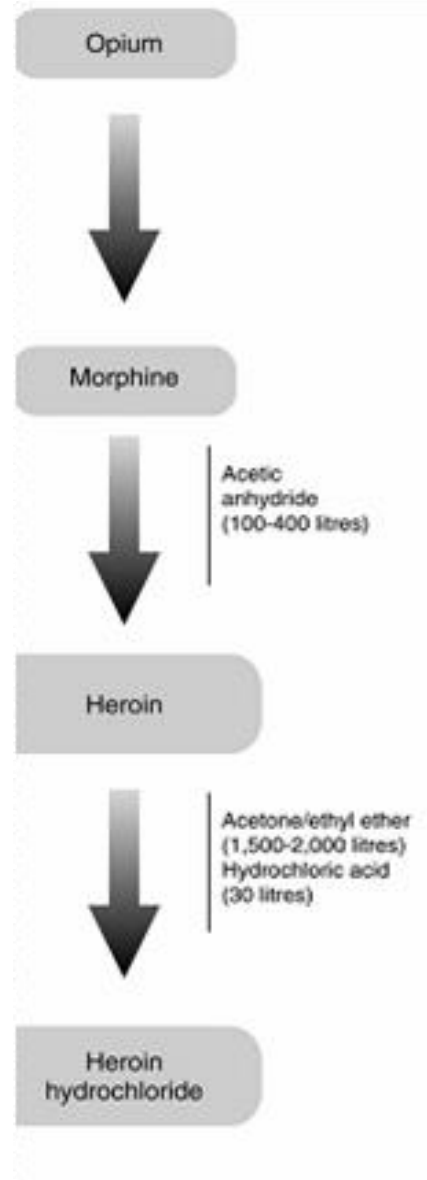 Opium
Morphine
Acetic
anhydride
(100-400 litres)
Heroin
Acetone/ethyl ether
(1,500-2,000 litres)
Hydrochloric acid
(30 litres)
Heroin
hydrochloride